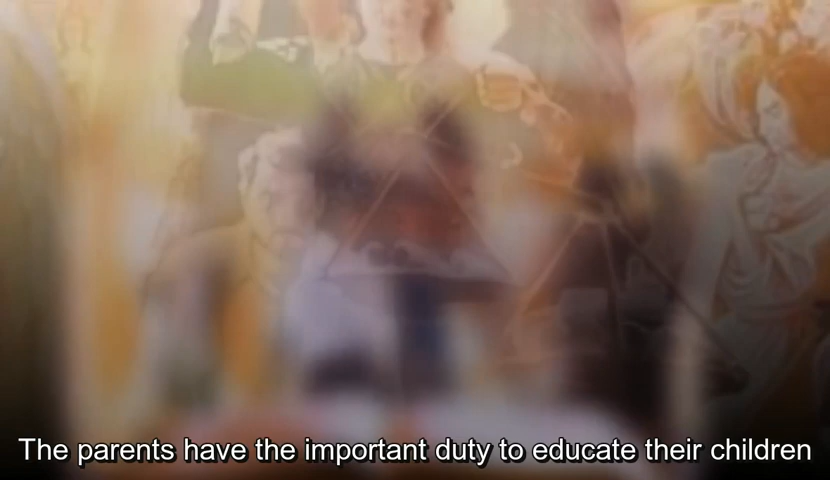 The parents have the important duty to educate their children